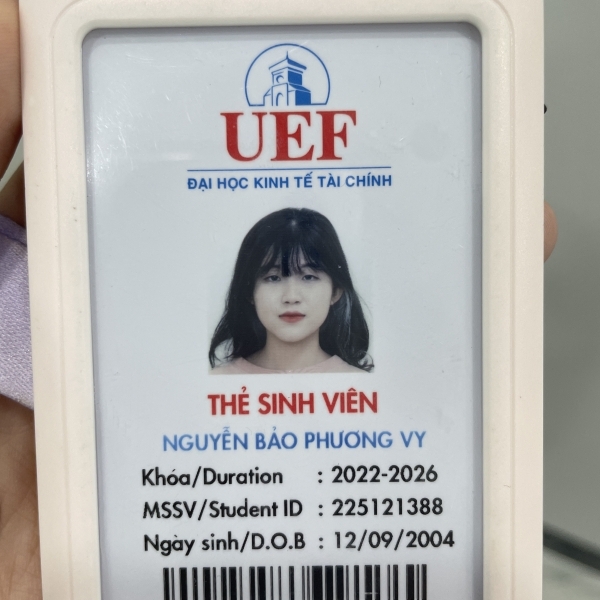 UEF
ĐẠI HỌC KINH TẾ TÀI CHÍNH
THẺ SINH VIÊN
NGUYỄN BẢO PHƯƠNG VY
Khóa/Duration : 2022-2026
MSSV/Student ID : 225121388
Ngày sinh/D.O.B : 12/09/2004